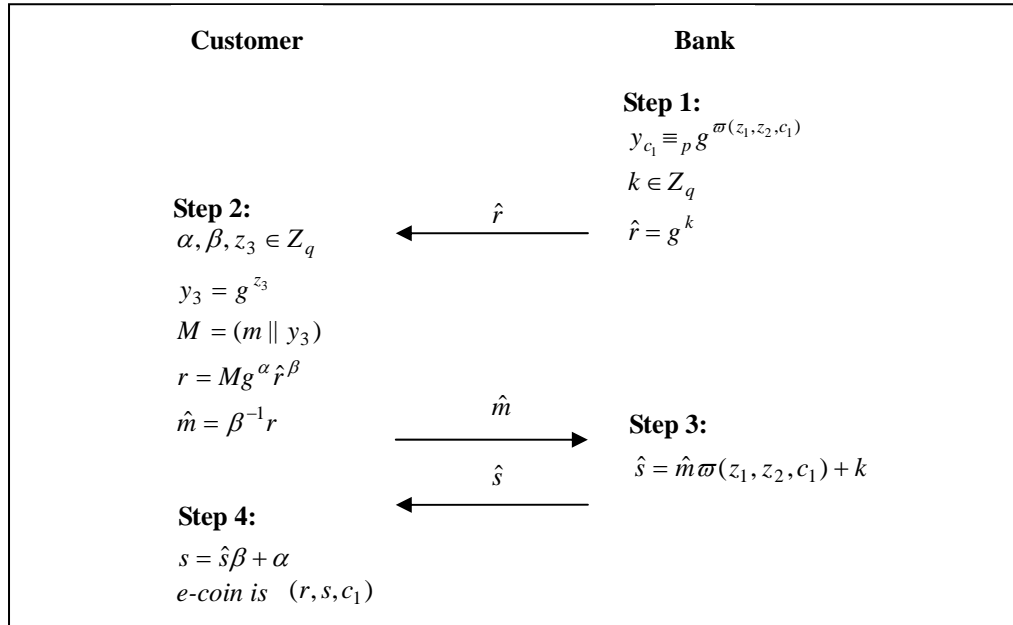 Customer Bank
Step 1:
y_{c_1} ≡_p g^{ϖ(z_1,z_2,c_1)}
k ∈ Z_q
r̂ = g^k
r̂
Step 2:
α, β, z_3 ∈ Z_q
y_3 = g^{z_3}
M = (m || y_3)
r = Mg^α r̂^β
m̂ = β^{-1} r
m̂
Step 3:
ŝ = m̂ϖ(z_1, z_2, c_1) + k
ŝ
Step 4:
s = ŝβ + α
e-coin is (r, s, c_1)